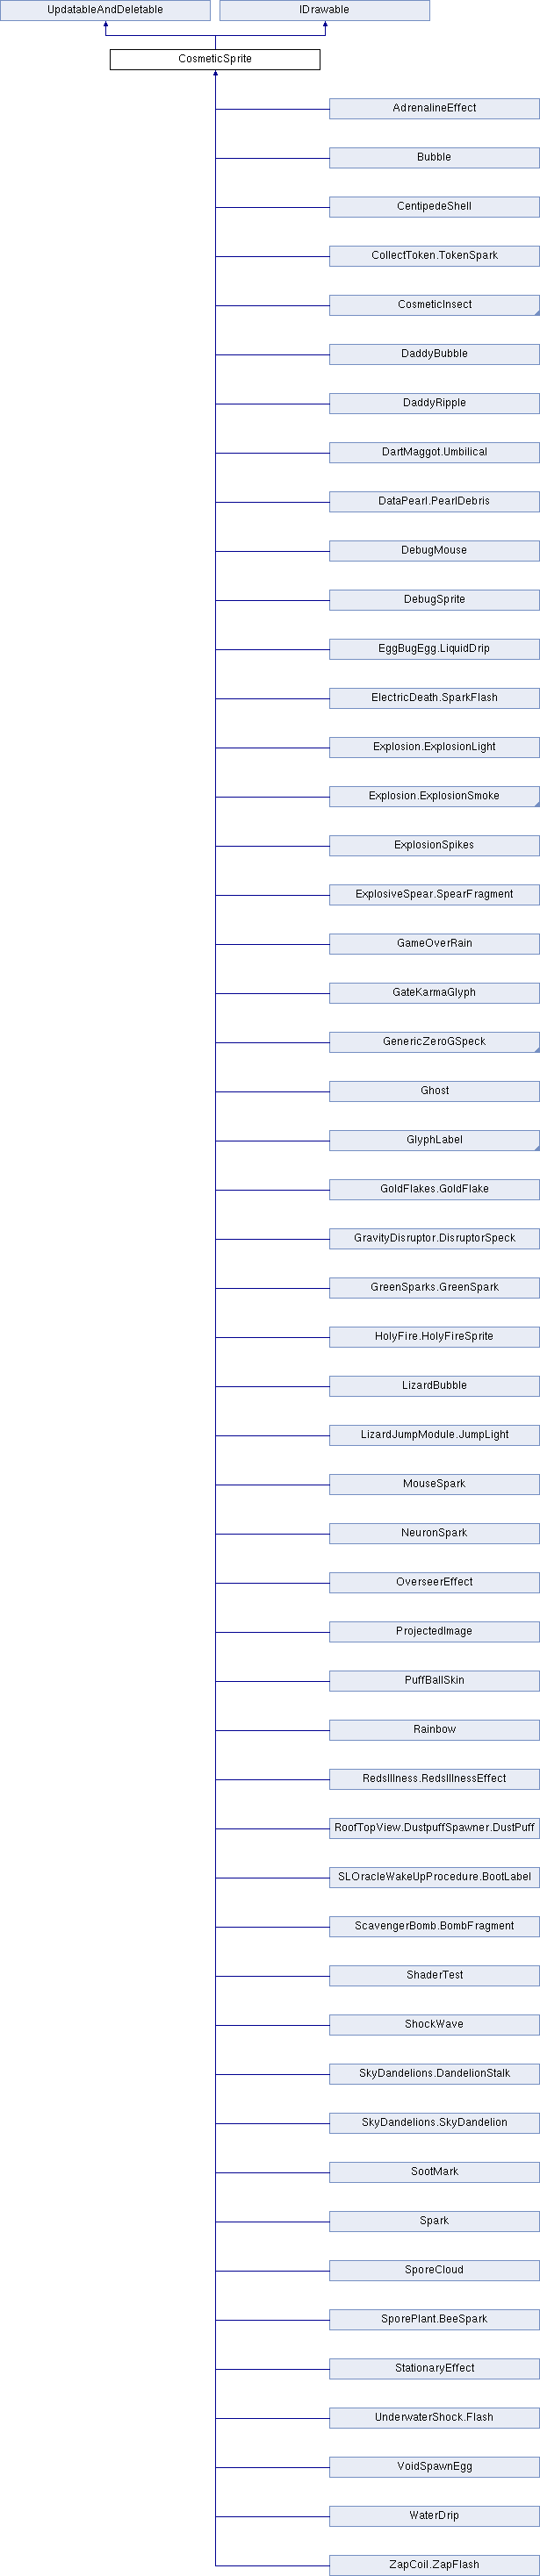 UpdatableAndDeletable
IDrawable
CosmeticSprite
AdrenalineEffect
Bubble
CentipedeShell
CollectToken.TokenSpark
CosmeticInsect
DaddyBubble
DaddyRipple
DartMaggot.Umbilical
DataPearl.PearlDebris
DebugMouse
DebugSprite
EggBugEgg.LiquidDrip
ElectricDeath.SparkFlash
Explosion.ExplosionLight
Explosion.ExplosionSmoke
ExplosionSpikes
ExplosiveSpear.SpearFragment
GameOverRain
GateKarmaGlyph
GenericZeroGSpeck
Ghost
GlyphLabel
GoldFlakes.GoldFlake
GravityDisruptor.DisruptorSpeck
GreenSparks.GreenSpark
HolyFire.HolyFireSprite
LizardBubble
LizardJumpModule.JumpLight
MouseSpark
NeuronSpark
OverseerEffect
ProjectedImage
PuffBallSkin
Rainbow
RedsIllness.RedsIllnessEffect
RoofTopView.DustpuffSpawner.DustPuff
SLOracleWakeUpProcedure.BootLabel
ScavengerBomb.BombFragment
ShaderTest
ShockWave
SkyDandelions.DandelionStalk
SkyDandelions.SkyDandelion
SootMark
Spark
SporeCloud
SporePlant.BeeSpark
StationaryEffect
UnderwaterShock.Flash
VoidSpawnEgg
WaterDrip
ZapCoil.ZapFlash